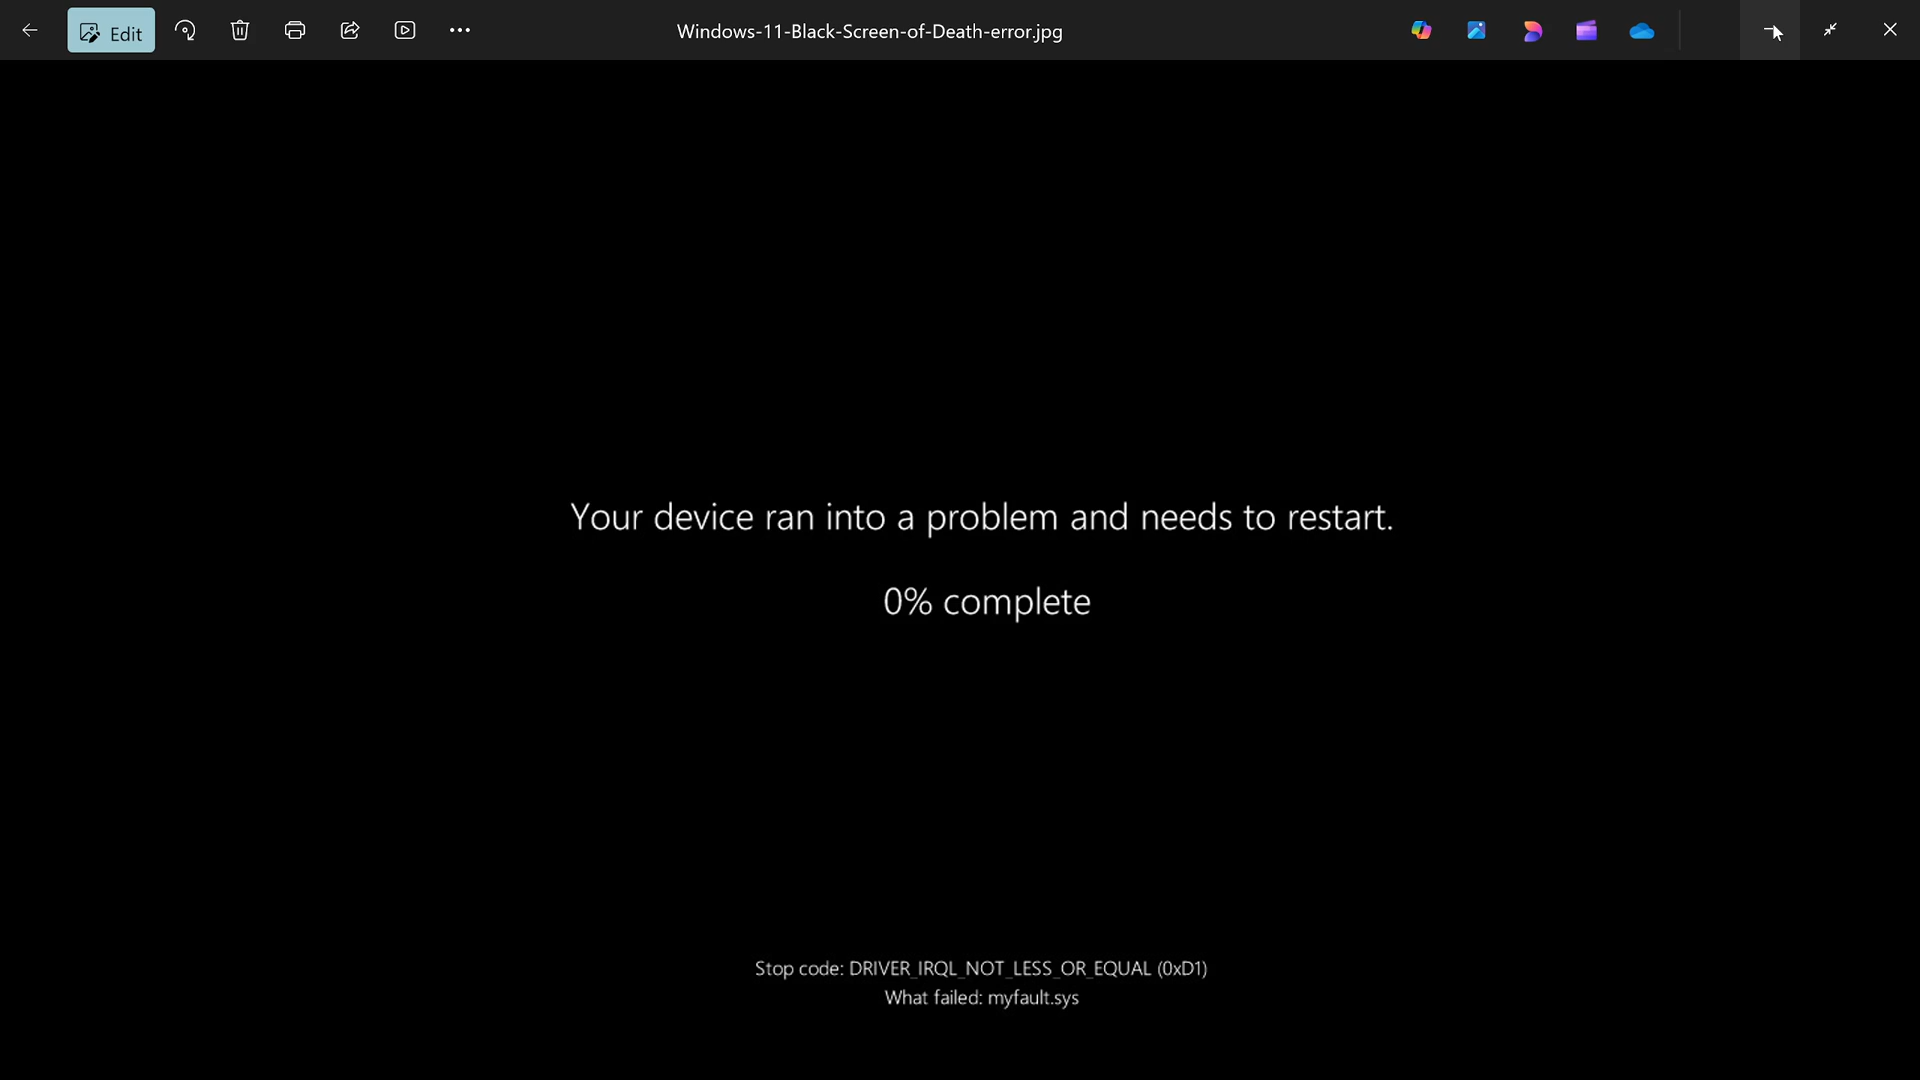 Edit
Windows-11-Black-Screen-of-Death-error.jpg
Your device ran into a problem and needs to restart.
0% complete
Stop code: DRIVER_IRQL_NOT_LESS_OR_EQUAL (0xD1)
What failed: myfault.sys